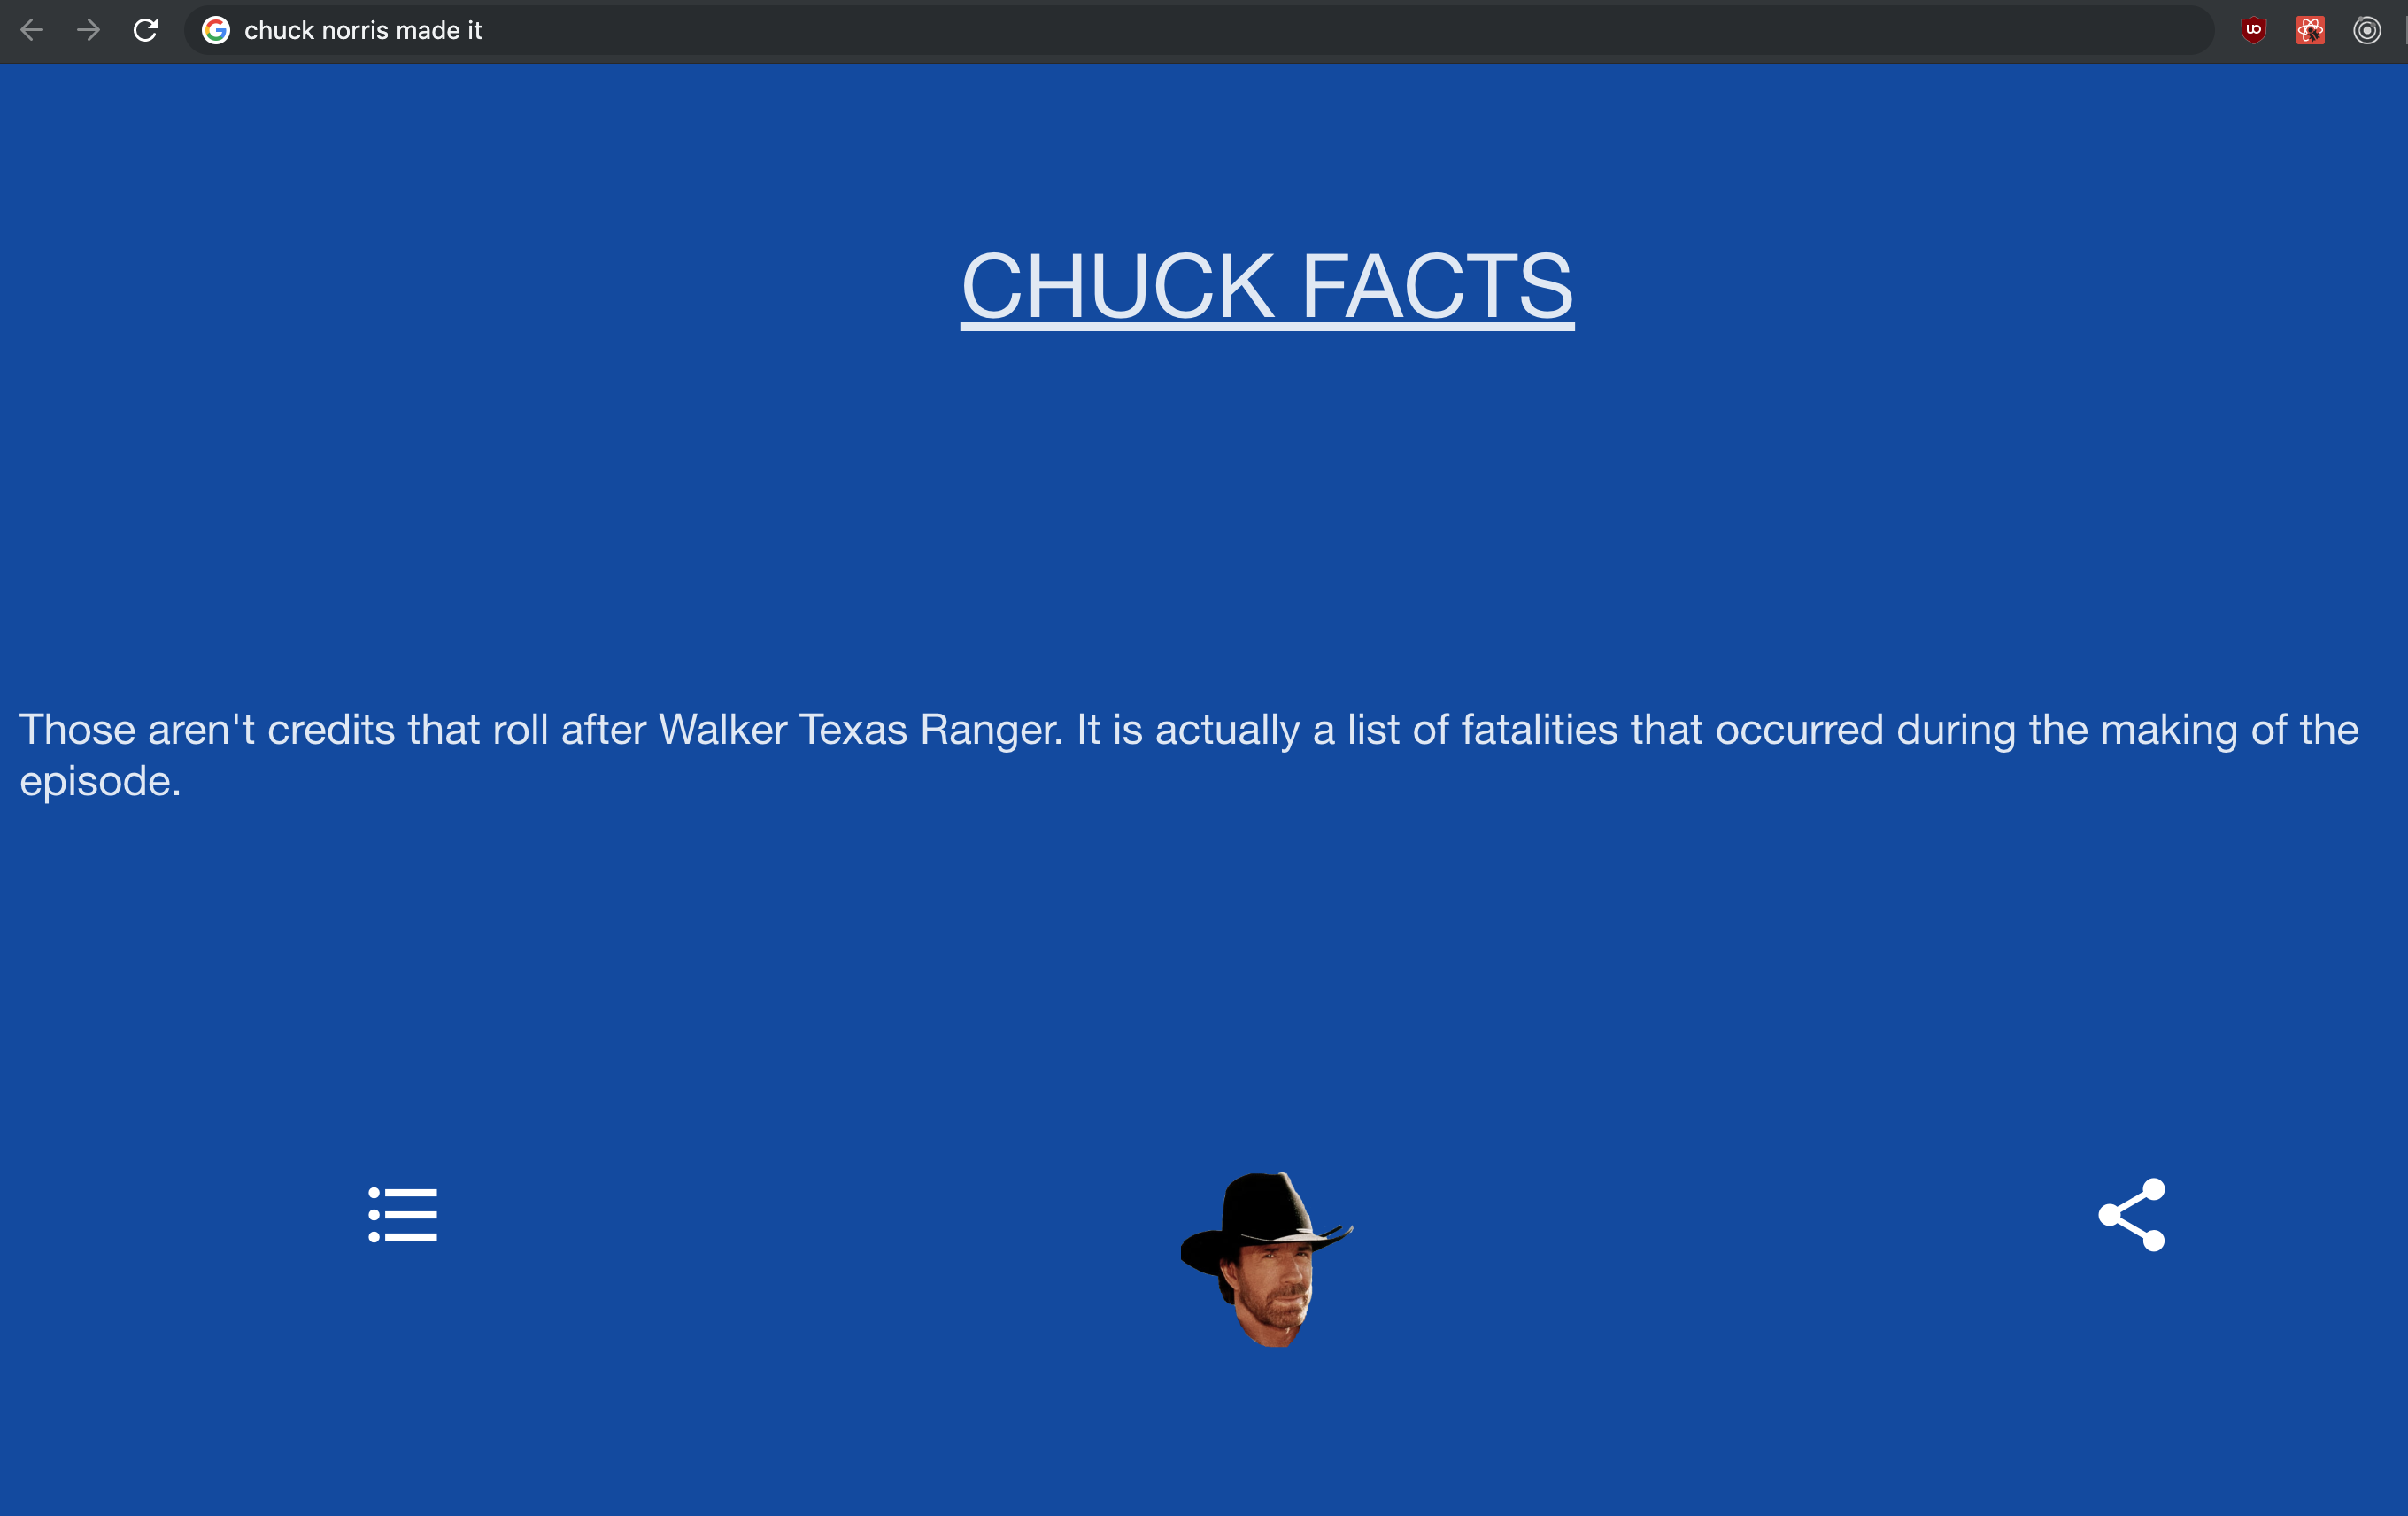 chuck norris made it
CHUCK FACTS
Those aren't credits that roll after Walker Texas Ranger. It is actually a list of fatalities that occurred during the making of the
episode.